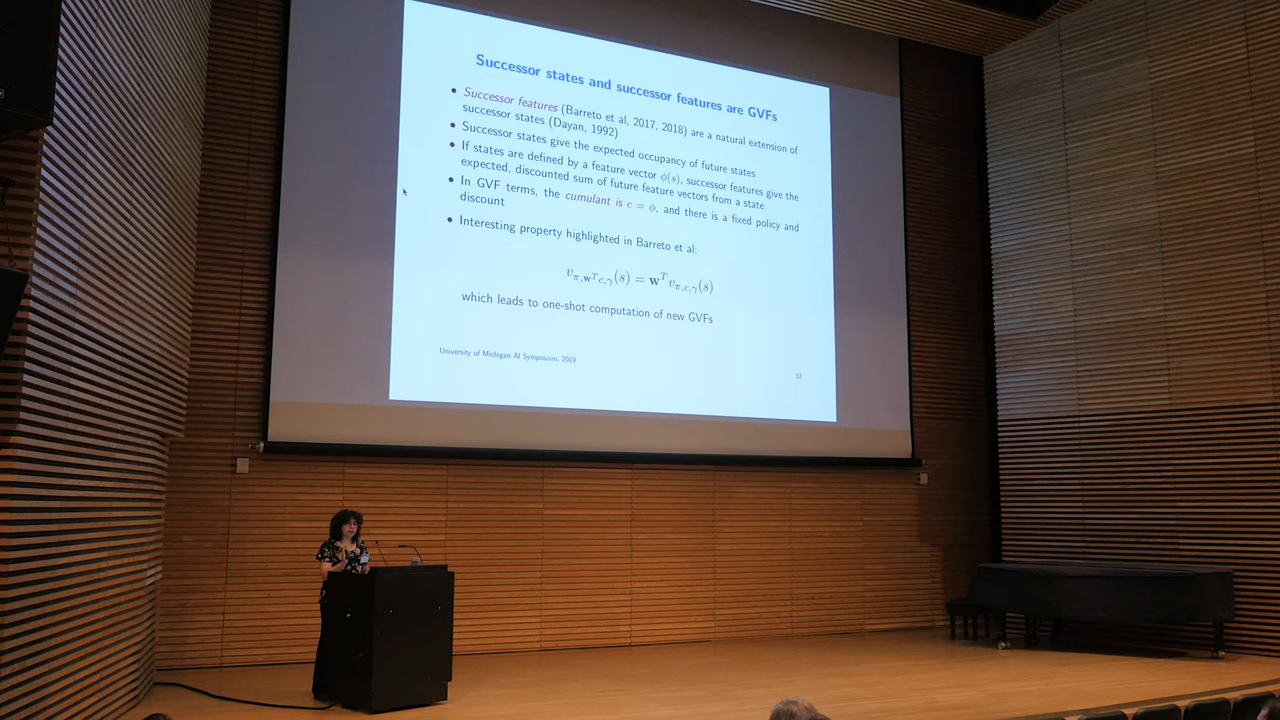 Successor states and successor features are GVFs
• Successor features (Barreto et al, 2017, 2018) are a natural extension of
successor states (Dayan, 1992)
• Successor states give the expected occupancy of future states
• If states are defined by a feature vector ϕ(s), successor features give the
expected, discounted sum of future feature vectors from a state.
• In GVF terms, the cumulant is c = ϕ, and there is a fixed policy and
discount
• Interesting property highlighted in Barreto et al:
v_{π,w^T c,γ}(s) = w^T v_{π,c,γ}(s)
which leads to one-shot computation of new GVFs
University of Michigan AI Symposium, 2019
32